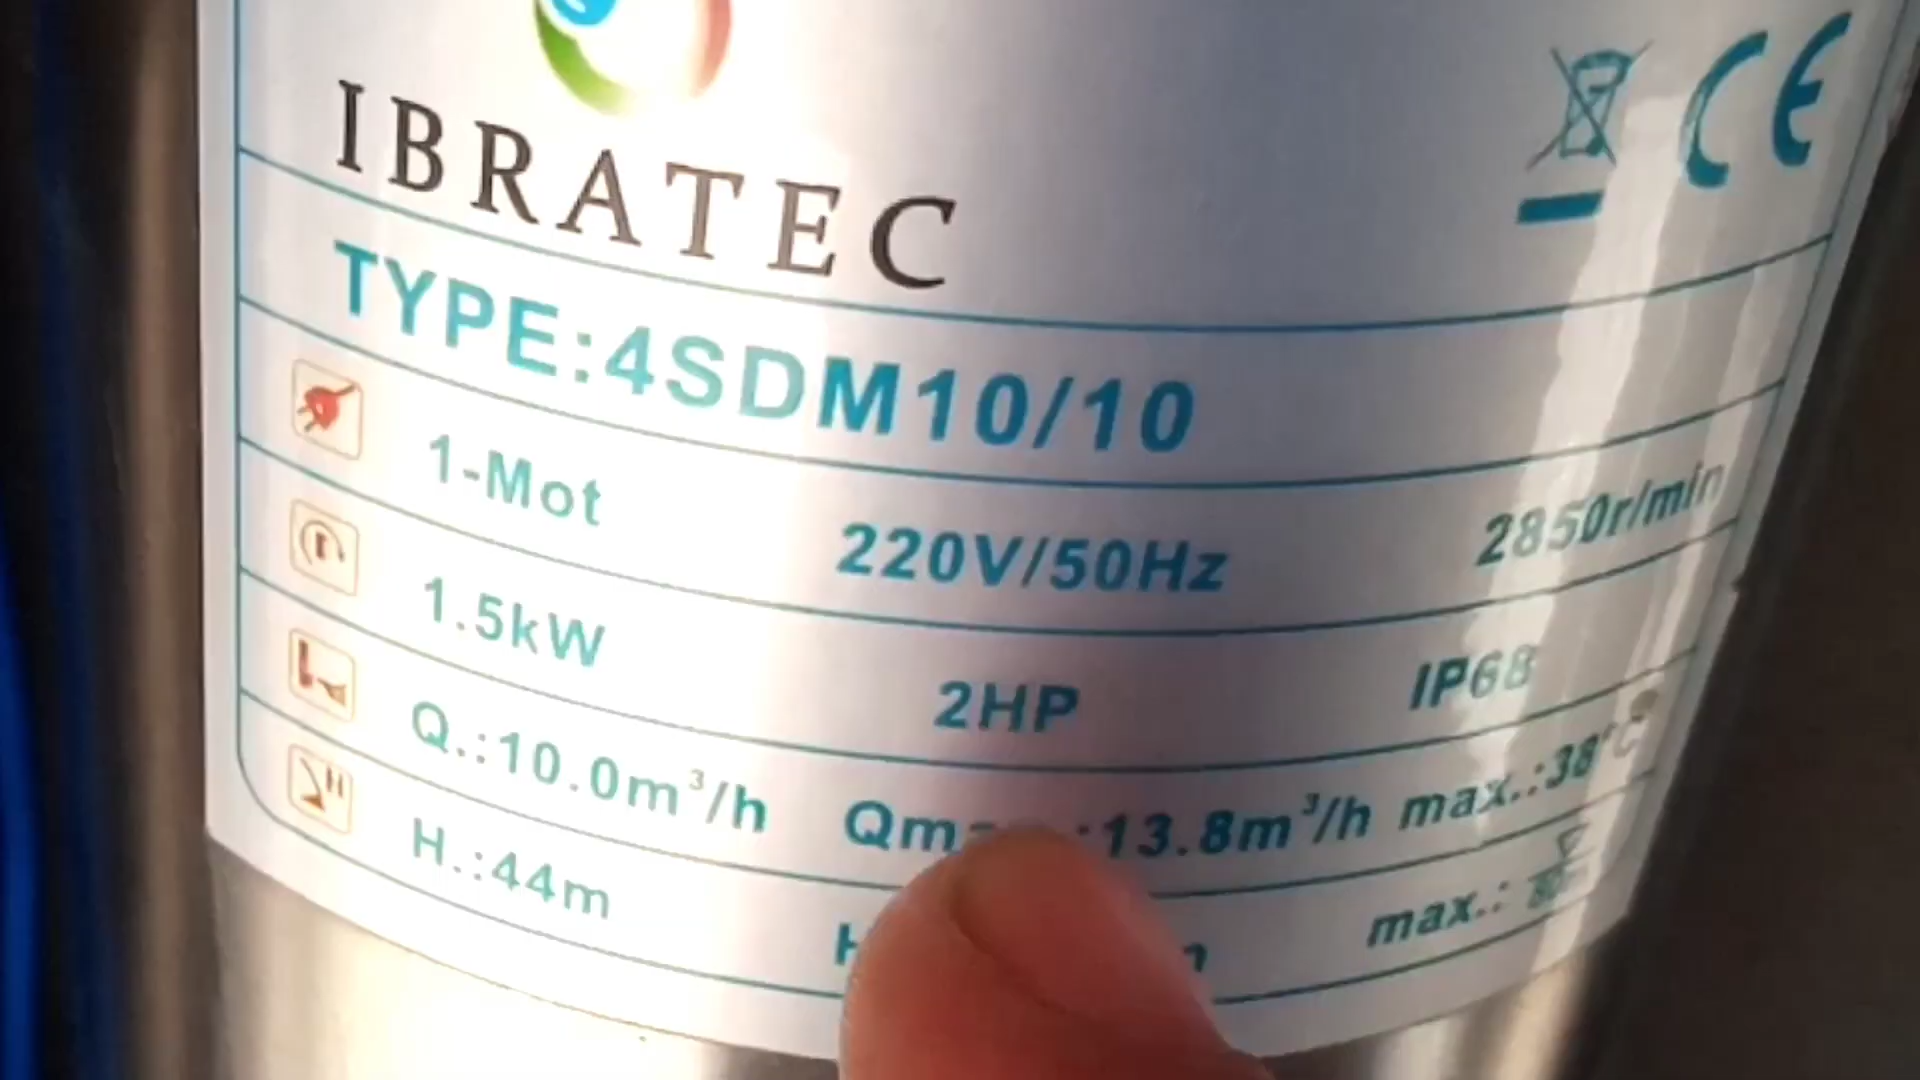 IBRATEC
CE
TYPE:4SDM10/10
1-Mot 220V/50Hz 2850r/min
1.5kW 2HP IP68
Q.:10.0m³/h :13.8m³/h max.:38°C
H.:44m max.: